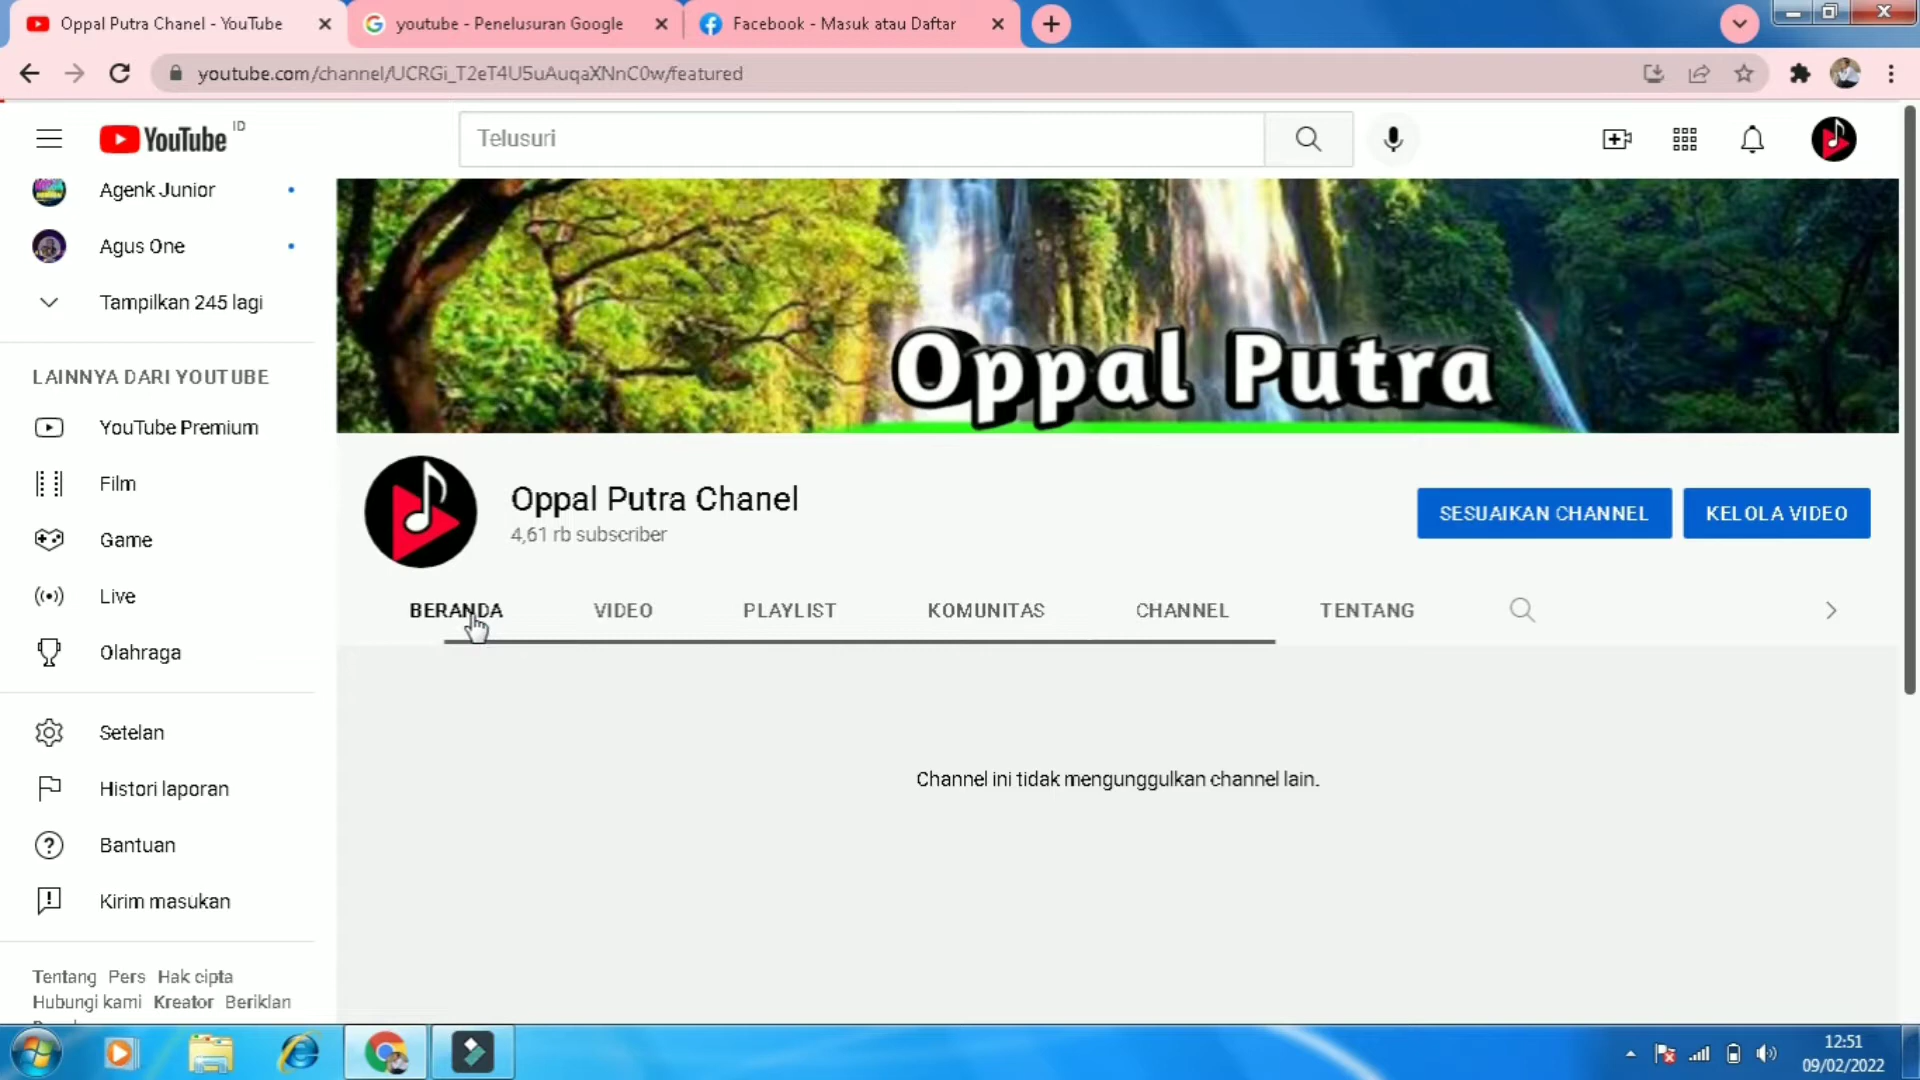 Oppal Putra Chanel - YouTube
youtube - Penelusuran Google
Facebook - Masuk atau Daftar
youtube.com/channel/UCRGi_T2eT4U5uAuqaXNnC0w/featured
YouTube ID
Telusuri
Agenk Junior
Agus One
Tampilkan 245 lagi
LAINNYA DARI YOUTUBE
YouTube Premium
Film
Game
Live
Olahraga
Setelan
Histori laporan
Bantuan
Kirim masukan
Tentang Pers Hak cipta
Hubungi kami Kreator Beriklan
Oppal Putra
Oppal Putra Chanel
4,61 rb subscriber
SESUAIKAN CHANNEL
KELOLA VIDEO
BERANDA VIDEO PLAYLIST KOMUNITAS CHANNEL TENTANG
Channel ini tidak mengunggulkan channel lain.
12:51
09/02/2022